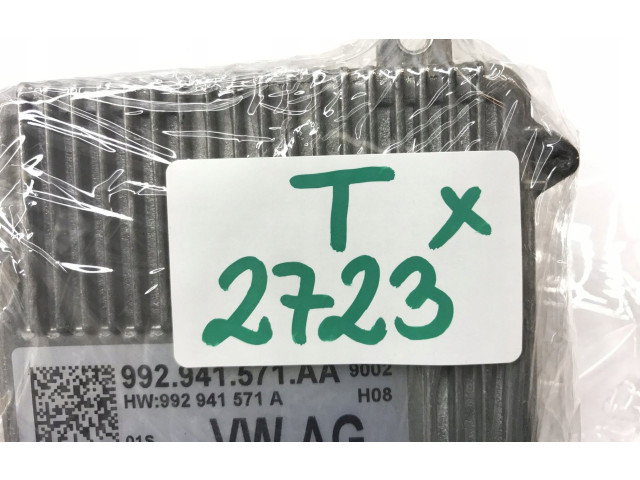 T x
2723
992.941.571.AA 9002
HW:992 941 571 A H08
01S VW AG